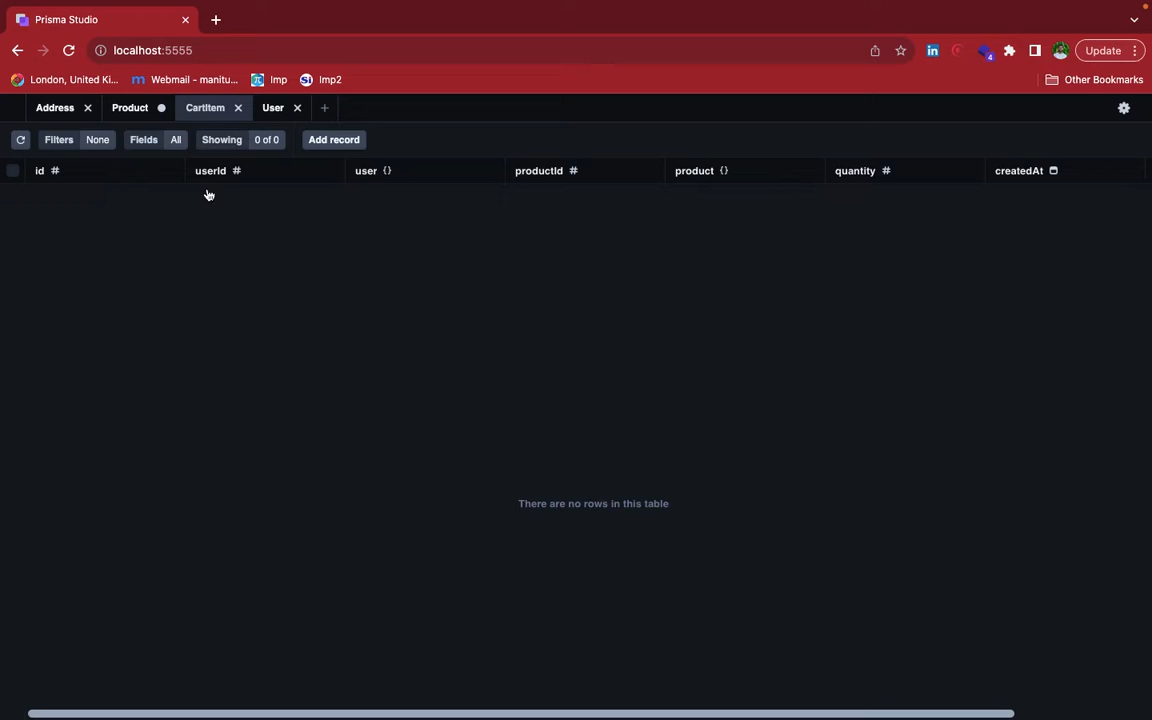 Prisma Studio
localhost:5555
Update
4
London, United Ki...
Webmail - manitu...
Imp
Imp2
Other Bookmarks
Address
Product
CartItem
User
Filters None
Fields All
Showing 0 of 0
Add record
id #
userId #
user {}
productId #
product {}
quantity #
createdAt
There are no rows in this table